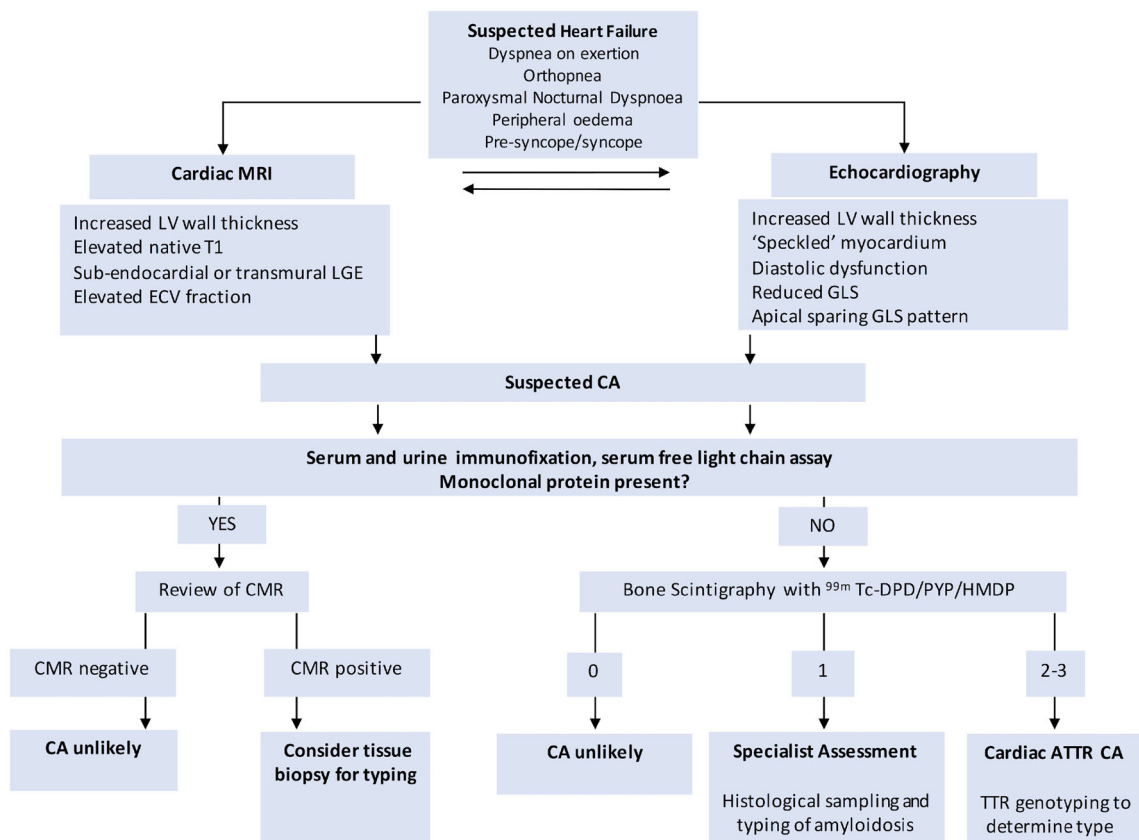 Suspected Heart Failure
Dyspnea on exertion
Orthopnea
Paroxysmal Nocturnal Dyspnoea
Peripheral oedema
Pre-syncope/syncope
Cardiac MRI
Increased LV wall thickness
Elevated native T1
Sub-endocardial or transmural LGE
Elevated ECV fraction
Echocardiography
Increased LV wall thickness
‘Speckled’ myocardium
Diastolic dysfunction
Reduced GLS
Apical sparing GLS pattern
Suspected CA
Serum and urine immunofixation, serum free light chain assay
Monoclonal protein present?
YES
NO
Review of CMR
Bone Scintigraphy with ⁹⁹ᵐ Tc-DPD/PYP/HMDP
CMR negative
CMR positive
0
1
2-3
CA unlikely
Consider tissue
biopsy for typing
CA unlikely
Specialist Assessment
Histological sampling and
typing of amyloidosis
Cardiac ATTR CA
TTR genotyping to
determine type